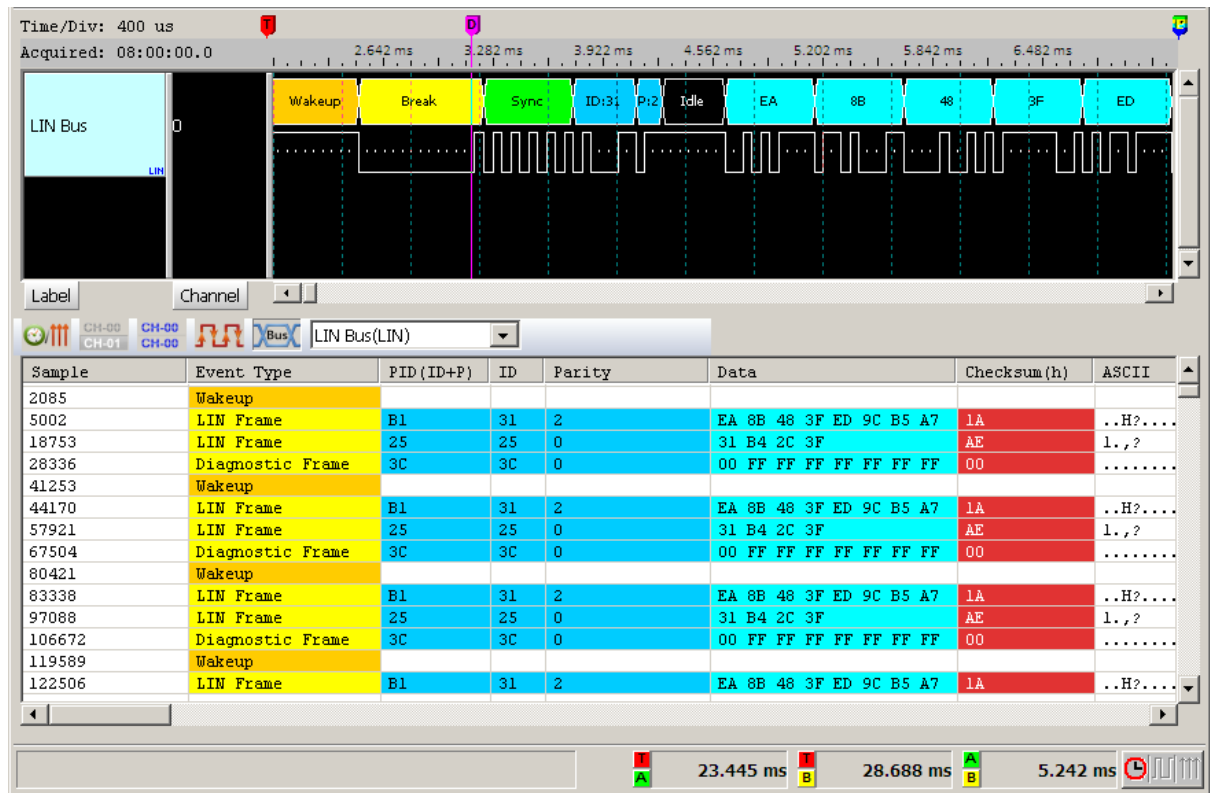 Time/Div: 400 us T D
Acquired: 08:00:00.0 2.642 ms 3.282 ms 3.922 ms 4.562 ms 5.202 ms 5.842 ms 6.482 ms
LIN Bus 0 Wakeup Break Sync ID:31 P:2 Idle EA 8B 48 3F ED
LIN
Label Channel
CH-00 CH-01 CH-00 CH-00 Bus LIN Bus(LIN)
Sample Event Type PID(ID+P) ID Parity Data Checksum(h) ASCII
2085 Wakeup
5002 LIN Frame B1 31 2 EA 8B 48 3F ED 9C B5 A7 1A ..H?....
18753 LIN Frame 25 25 0 31 B4 2C 3F AE 1.,?
28336 Diagnostic Frame 3C 3C 0 00 FF FF FF FF FF FF FF 00 ........
41253 Wakeup
44170 LIN Frame B1 31 2 EA 8B 48 3F ED 9C B5 A7 1A ..H?....
57921 LIN Frame 25 25 0 31 B4 2C 3F AE 1.,?
67504 Diagnostic Frame 3C 3C 0 00 FF FF FF FF FF FF FF 00 ........
80421 Wakeup
83338 LIN Frame B1 31 2 EA 8B 48 3F ED 9C B5 A7 1A ..H?....
97088 LIN Frame 25 25 0 31 B4 2C 3F AE 1.,?
106672 Diagnostic Frame 3C 3C 0 00 FF FF FF FF FF FF FF 00 ........
119589 Wakeup
122506 LIN Frame B1 31 2 EA 8B 48 3F ED 9C B5 A7 1A ..H?....
T A 23.445 ms T B 28.688 ms A B 5.242 ms